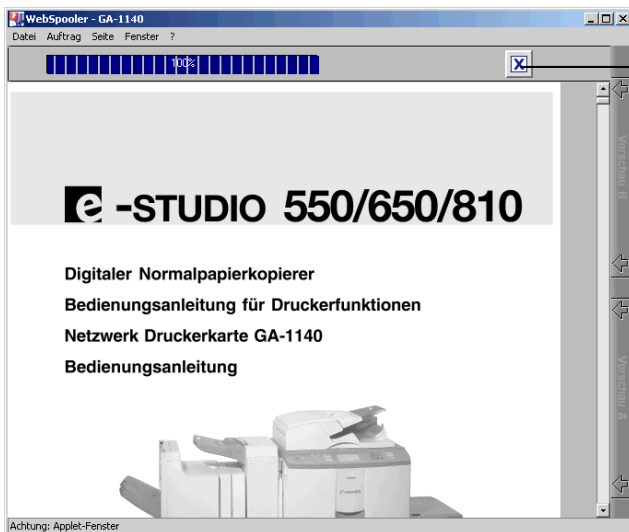 WebSpooler - GA-1140
Datei Auftrag Seite Fenster ?
100%
e -STUDIO 550/650/810
Digitaler Normalpapierkopierer
Bedienungsanleitung für Druckerfunktionen
Netzwerk Druckerkarte GA-1140
Bedienungsanleitung
Vorschau B
Vorschau A
Achtung: Applet-Fenster